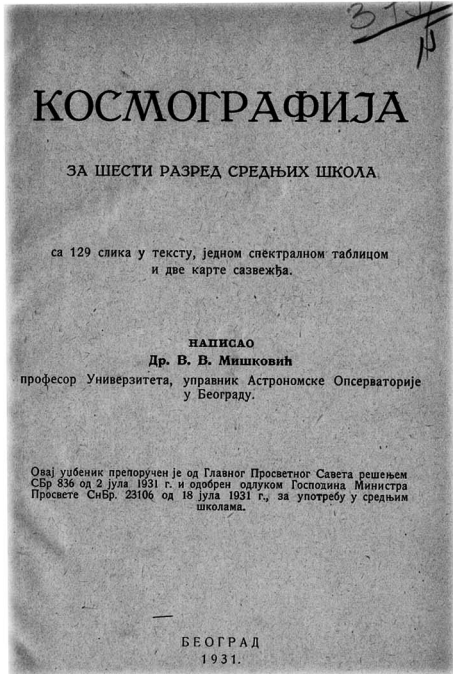 КОСМОГРАФИЈА
ЗА ШЕСТИ РАЗРЕД СРЕДЊИХ ШКОЛА
са 129 слика у тексту, једном спектралном таблицом
и две карте сазвежђа.
НАПИСАО
Др. В. В. Мишковић
професор Универзитета, управник Астрономске Опсерваторије
у Београду.
Овај уџбеник препоручен је од Главног Просветног Савета решењем
СБр 836 од 2 јула 1931 г. и одобрен одлуком Господина Министра
Просвете СнБр. 23106 од 18 јула 1931 г., за употребу у средњим
школама.
БЕОГРАД
1931.